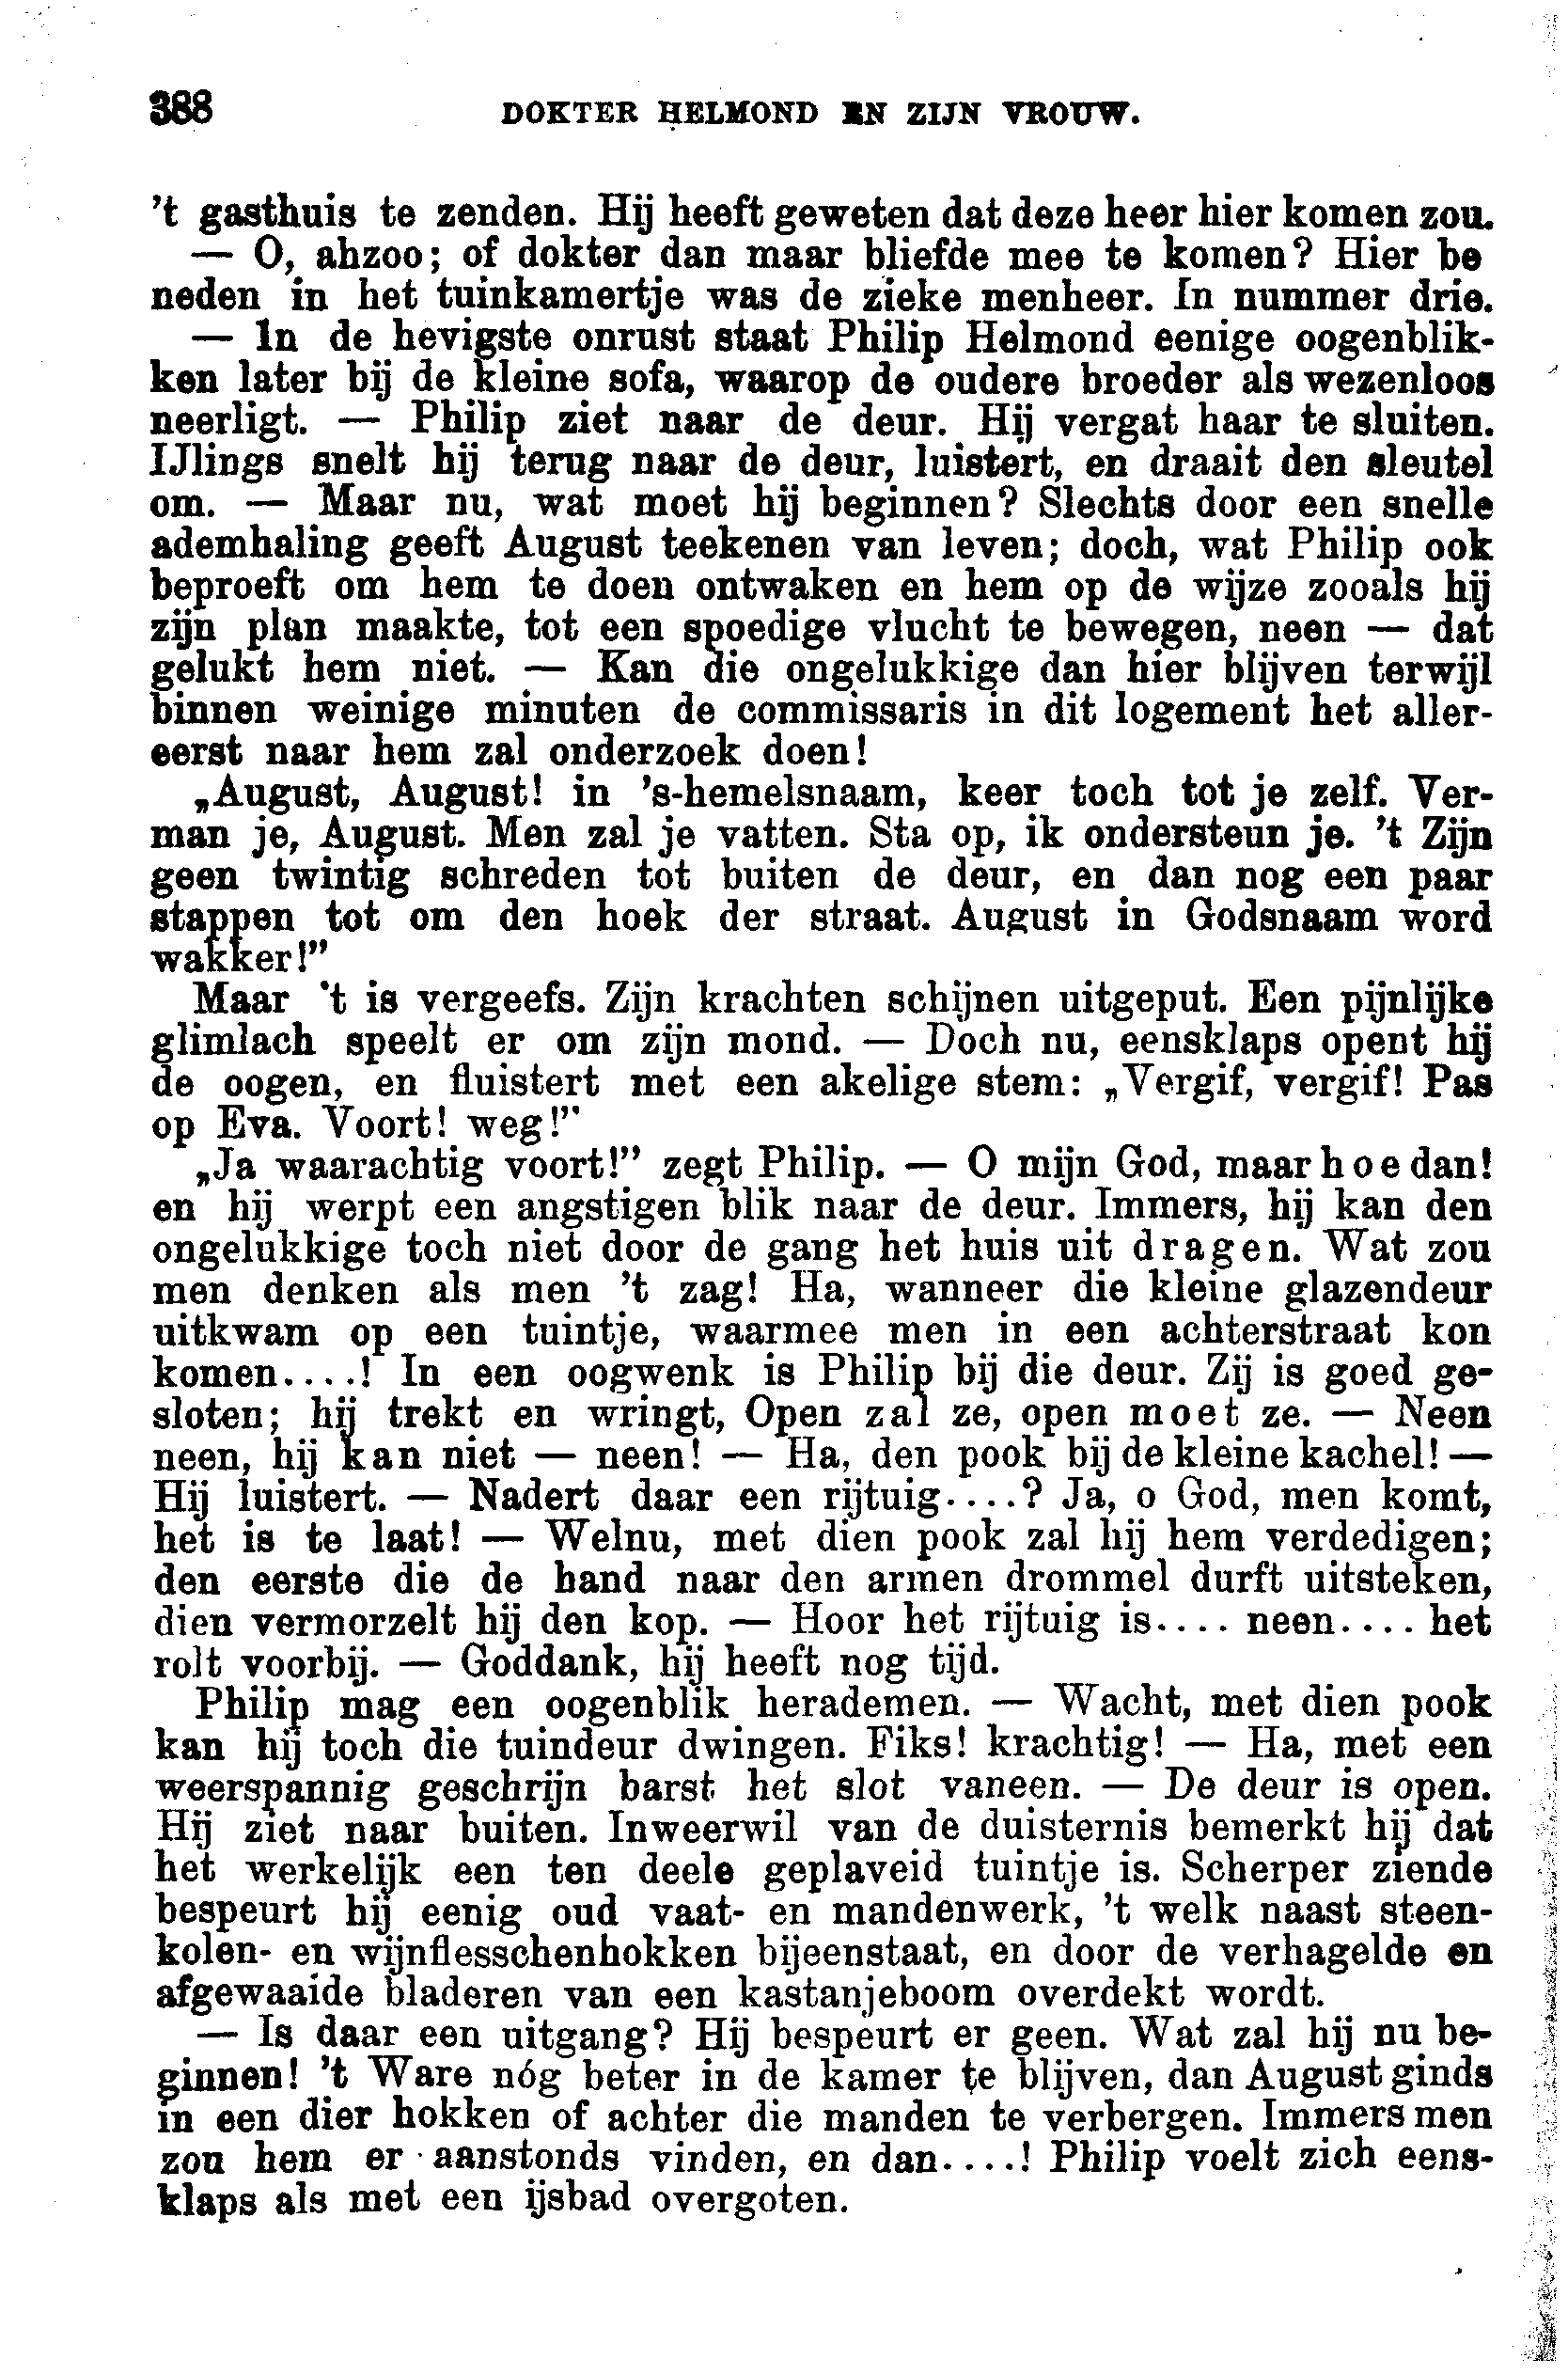 388 DOKTER HELMOND EN ZIJN VROUW.
't gasthuis te zenden. Hij heeft geweten dat deze heer hier komen zou.
— O, ahzoo; of dokter dan maar bliefde mee te komen? Hier be
neden in het tuinkamertje was de zieke menheer. In nummer drie.
— In de hevigste onrust staat Philip Helmond eenige oogenblik-
ken later bij de kleine sofa, waarop de oudere broeder als wezenloos
neerligt. — Philip ziet naar de deur. Hij vergat haar te sluiten.
IJlings snelt hij terug naar de deur, luistert, en draait den sleutel
om. — Maar nu, wat moet hij beginnen? Slechts door een snelle
ademhaling geeft August teekenen van leven; doch, wat Philip ook
beproeft om hem te doen ontwaken en hem op de wijze zooals hij
zijn plan maakte, tot een spoedige vlucht te bewegen, neen — dat
gelukt hem niet. — Kan die ongelukkige dan hier blijven terwijl
binnen weinige minuten de commissaris in dit logement het aller-
eerst naar hem zal onderzoek doen!
„August, August! in 's-hemelsnaam, keer toch tot je zelf. Ver-
man je, August. Men zal je vatten. Sta op, ik ondersteun je. 't Zijn
geen twintig schreden tot buiten de deur, en dan nog een paar
stappen tot om den hoek der straat. August in Godsnaam word
wakker!”
Maar 't is vergeefs. Zijn krachten schijnen uitgeput. Een pijnlijke
glimlach speelt er om zijn mond. — Doch nu, eensklaps opent hij
de oogen, en fluistert met een akelige stem: „Vergif, vergif! Pas
op Eva. Voort! weg!”
„Ja waarachtig voort!” zegt Philip. — O mijn God, maar hoe dan!
en hij werpt een angstigen blik naar de deur. Immers, hij kan den
ongelukkige toch niet door de gang het huis uit dragen. Wat zou
men denken als men 't zag! Ha, wanneer die kleine glazendeur
uitkwam op een tuintje, waarmee men in een achterstraat kon
komen....! In een oogwenk is Philip bij die deur. Zij is goed ge-
sloten; hij trekt en wringt, Open zal ze, open moet ze. — Neen
neen, hij kan niet — neen! — Ha, den pook bij de kleine kachel! —
Hij luistert. — Nadert daar een rijtuig....? Ja, o God, men komt,
het is te laat! — Welnu, met dien pook zal hij hem verdedigen;
den eerste die de hand naar den armen drommel durft uitsteken,
dien vermorzelt hij den kop. — Hoor het rijtuig is.... neen.... het
rolt voorbij. — Goddank, hij heeft nog tijd.
Philip mag een oogenblik herademen. — Wacht, met dien pook
kan hij toch die tuindeur dwingen. Fiks! krachtig! — Ha, met een
weerspannig geschrijn barst het slot vaneen. — De deur is open.
Hij ziet naar buiten. Inweerwil van de duisternis bemerkt hij dat
het werkelijk een ten deele geplaveid tuintje is. Scherper ziende
bespeurt hij eenig oud vaat- en mandenwerk, 't welk naast steen-
kolen- en wijnflesschenhokken bijeenstaat, en door de verhagelde en
afgewaaide bladeren van een kastanjeboom overdekt wordt.
— Is daar een uitgang? Hij bespeurt er geen. Wat zal hij nu be-
ginnen! 't Ware nóg beter in de kamer te blijven, dan August ginds
in een dier hokken of achter die manden te verbergen. Immers men
zou hem er aanstonds vinden, en dan....! Philip voelt zich eens-
klaps als met een ijsbad overgoten.